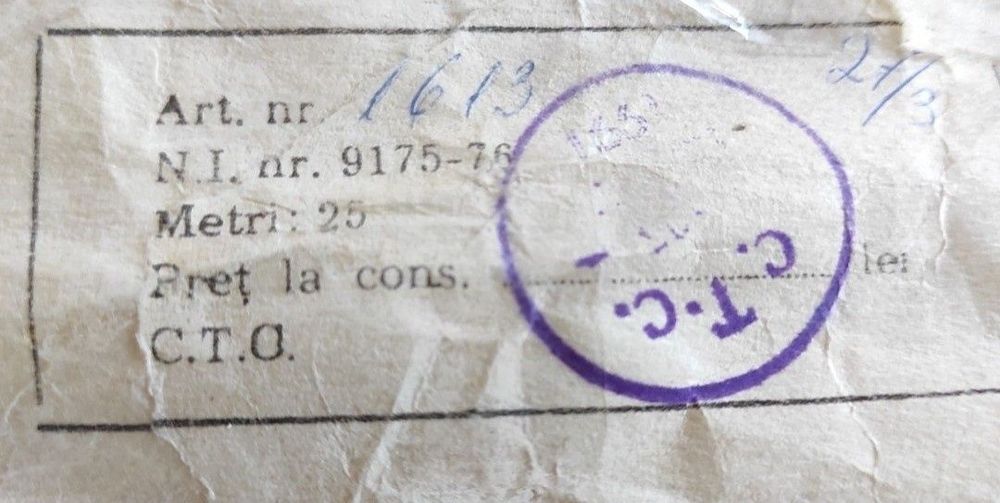 Art. nr. 1613
27/3
N.I. nr. 9175-76
Metri: 25
Preț la cons. ........................ lei
C.T.C.
C.T.C.